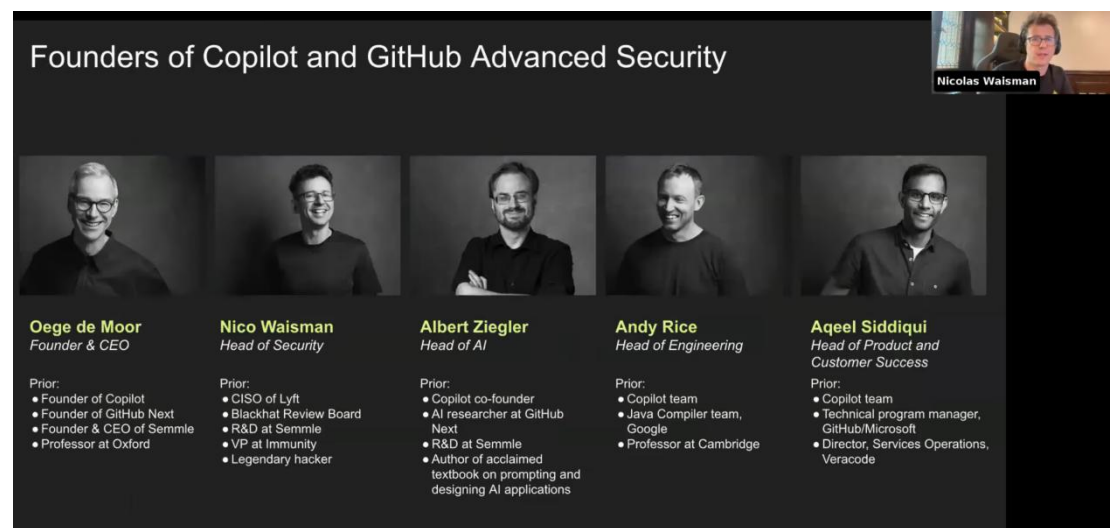 Founders of Copilot and GitHub Advanced Security
Nicolas Waisman
Oege de Moor
Founder & CEO
Prior:
● Founder of Copilot
● Founder of GitHub Next
● Founder & CEO of Semmle
● Professor at Oxford
Nico Waisman
Head of Security
Prior:
● CISO of Lyft
● Blackhat Review Board
● R&D at Semmle
● VP at Immunity
● Legendary hacker
Albert Ziegler
Head of AI
Prior:
● Copilot co-founder
● AI researcher at GitHub
Next
● R&D at Semmle
● Author of acclaimed
textbook on prompting and
designing AI applications
Andy Rice
Head of Engineering
Prior:
● Copilot team
● Java Compiler team,
Google
● Professor at Cambridge
Aqeel Siddiqui
Head of Product and
Customer Success
Prior:
● Copilot team
● Technical program manager,
GitHub/Microsoft
● Director, Services Operations,
Veracode